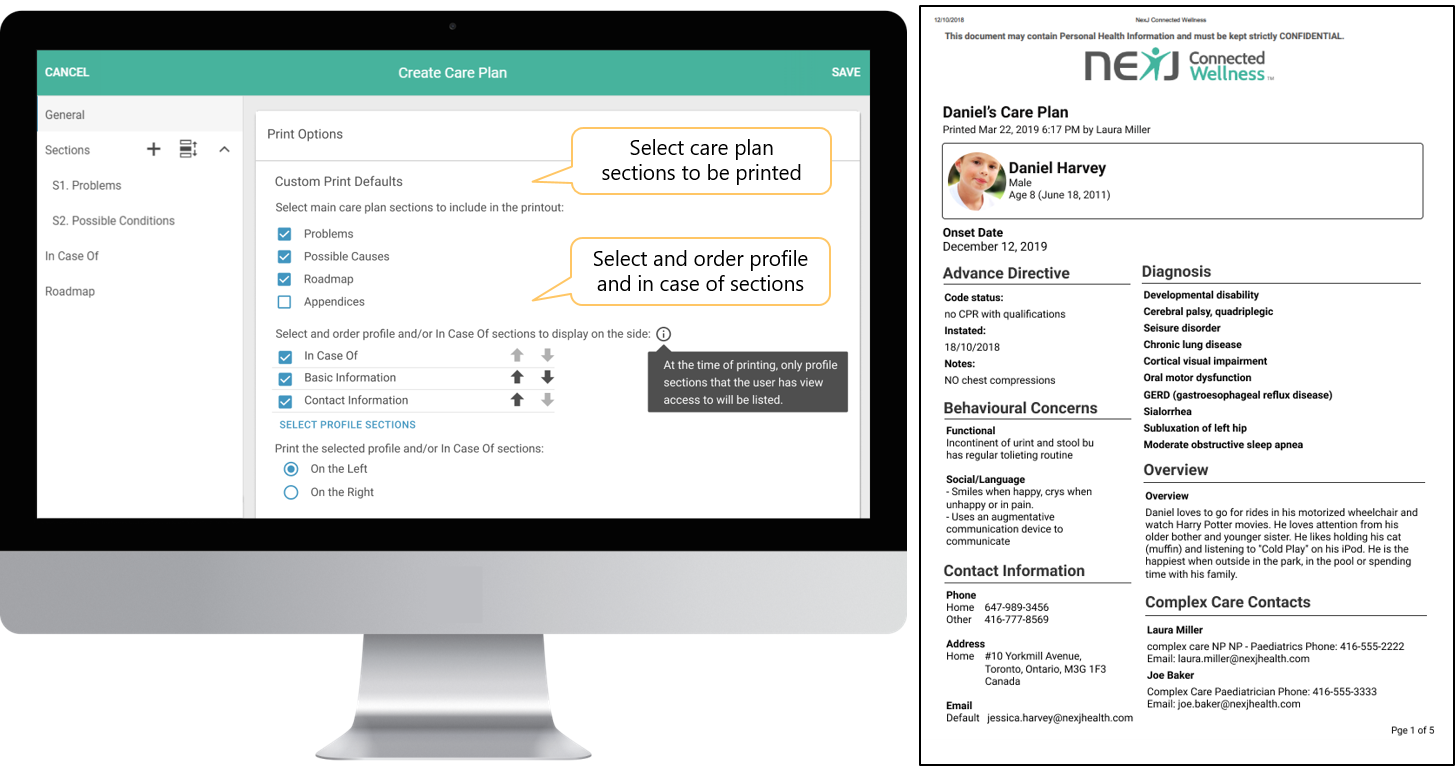 CANCEL
Create Care Plan
SAVE
General
Sections
S1. Problems
S2. Possible Conditions
In Case Of
Roadmap
Print Options
Custom Print Defaults
Select main care plan sections to include in the printout:
Problems
Possible Causes
Roadmap
Appendices
Select and order profile and/or In Case Of sections to display on the side:
In Case Of
Basic Information
Contact Information
SELECT PROFILE SECTIONS
Print the selected profile and/or In Case Of sections:
On the Left
On the Right
Select care plan
sections to be printed
Select and order profile
and in case of sections
At the time of printing, only profile
sections that the user has view
access to will be listed.
12/10/2018
NexJ Connected Wellness
This document may contain Personal Health Information and must be kept strictly CONFIDENTIAL.
NEXJ Connected
Wellness TM
Daniel's Care Plan
Printed Mar 22, 2019 6:17 PM by Laura Miller
Daniel Harvey
Male
Age 8 (June 18, 2011)
Onset Date
December 12, 2019
Advance Directive
Code status:
no CPR with qualifications
Instated:
18/10/2018
Notes:
NO chest compressions
Behavioural Concerns
Functional
Incontinent of urint and stool bu
has regular tolieting routine
Social/Language
- Smiles when happy, crys when
unhappy or in pain.
- Uses an augmentative
communication device to
communicate
Contact Information
Phone
Home 647-989-3456
Other 416-777-8569
Address
Home #10 Yorkmill Avenue,
Toronto, Ontario, M3G 1F3
Canada
Email
Default jessica.harvey@nexjhealth.com
Diagnosis
Developmental disability
Cerebral palsy, quadriplegic
Seisure disorder
Chronic lung disease
Cortical visual impairment
Oral motor dysfunction
GERD (gastroesophageal reflux disease)
Sialorrhea
Subluxation of left hip
Moderate obstructive sleep apnea
Overview
Overview
Daniel loves to go for rides in his motorized wheelchair and
watch Harry Potter movies. He loves attention from his
older bother and younger sister. He likes holding his cat
(muffin) and listening to "Cold Play" on his iPod. He is the
happiest when outside in the park, in the pool or spending
time with his family.
Complex Care Contacts
Laura Miller
complex care NP NP - Paediatrics Phone: 416-555-2222
Email: laura.miller@nexjhealth.com
Joe Baker
Complex Care Paediatrician Phone: 416-555-3333
Email: joe.baker@nexjhealth.com
Pge 1 of 5